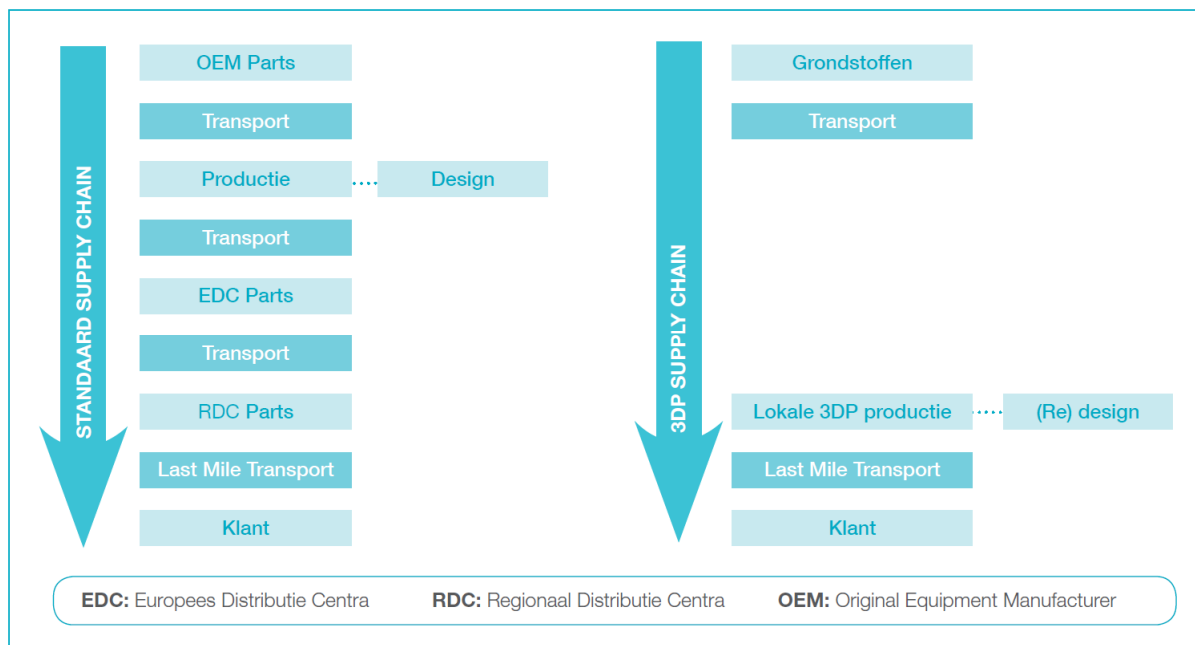 STANDAARD SUPPLY CHAIN
OEM Parts
Transport
Productie
Design
Transport
EDC Parts
Transport
RDC Parts
Last Mile Transport
Klant
3DP SUPPLY CHAIN
Grondstoffen
Transport
Lokale 3DP productie
(Re) design
Last Mile Transport
Klant
EDC: Europees Distributie Centra
RDC: Regionaal Distributie Centra
OEM: Original Equipment Manufacturer